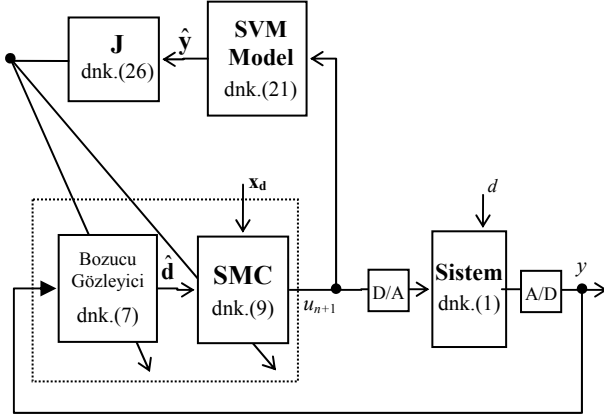 J
dnk.(26)
ŷ
SVM
Model
dnk.(21)
x_d
d
Bozucu
Gözleyici
dnk.(7)
d̂
SMC
dnk.(9)
u_{n+1}
D/A
Sistem
dnk.(1)
A/D
y